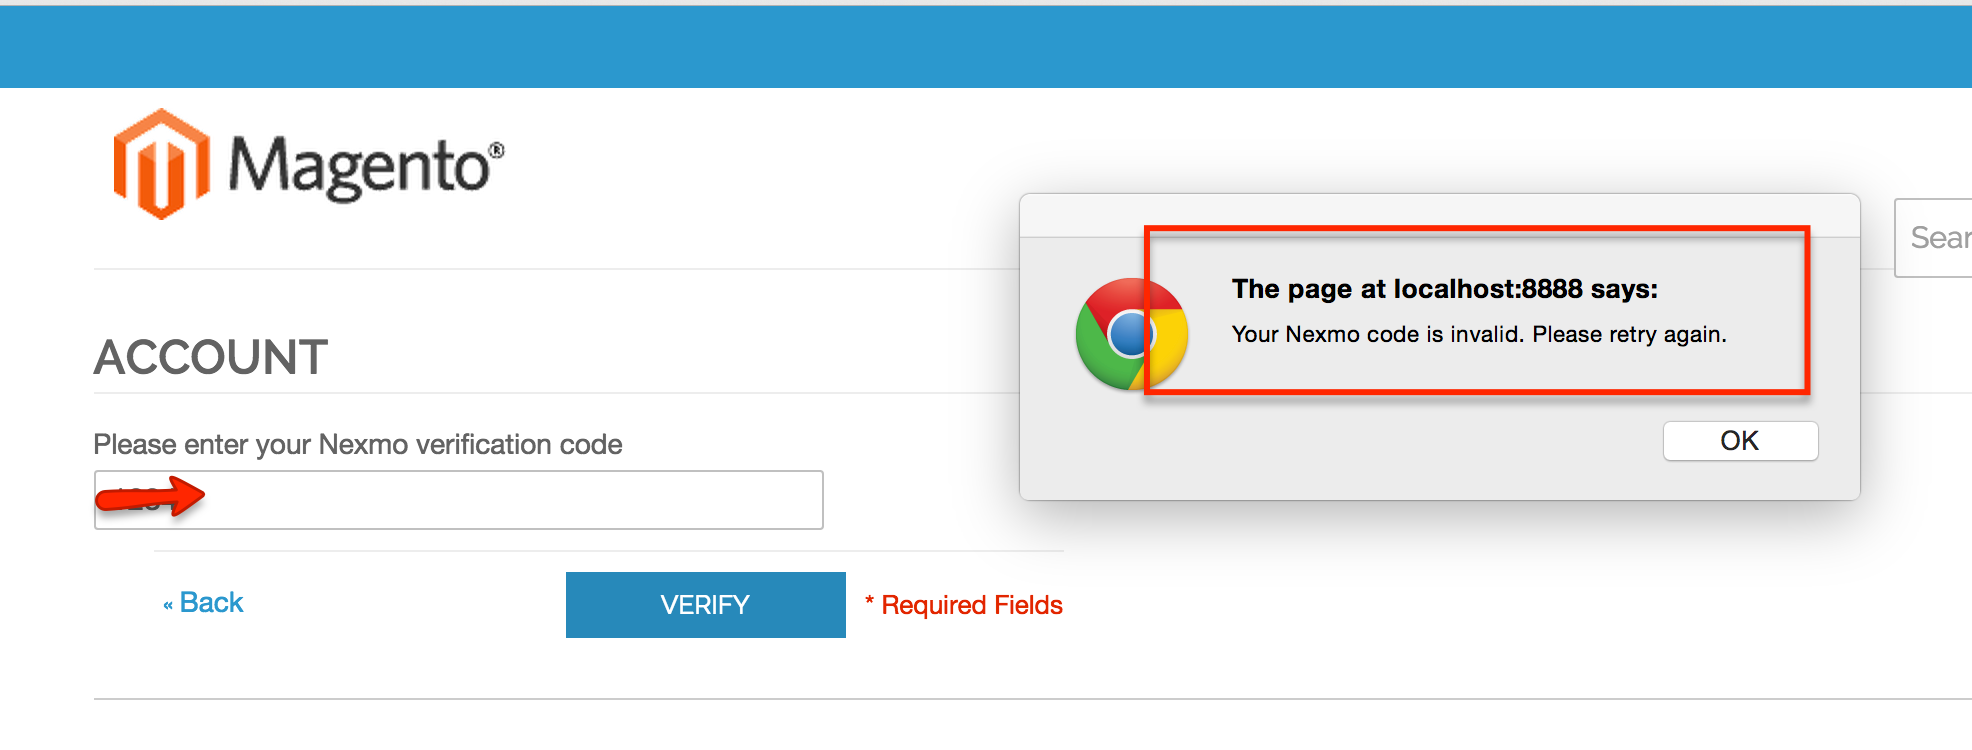 Magento®
Sear
The page at localhost:8888 says:
Your Nexmo code is invalid. Please retry again.
OK
ACCOUNT
Please enter your Nexmo verification code
« Back
VERIFY
* Required Fields